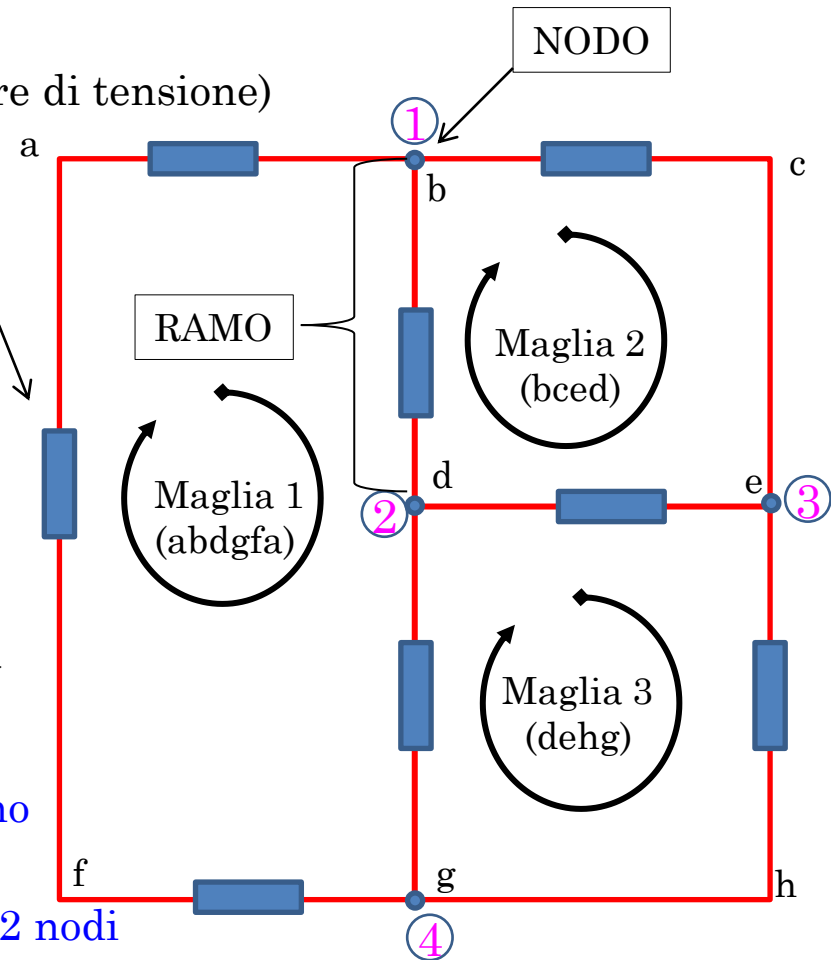 NODO
re di tensione)
1
a
b
c
RAMO
Maglia 2
(bced)
d
e
2
3
Maglia 1
(abdgfa)
Maglia 3
(dehg)
no
f
g
h
2 nodi
4